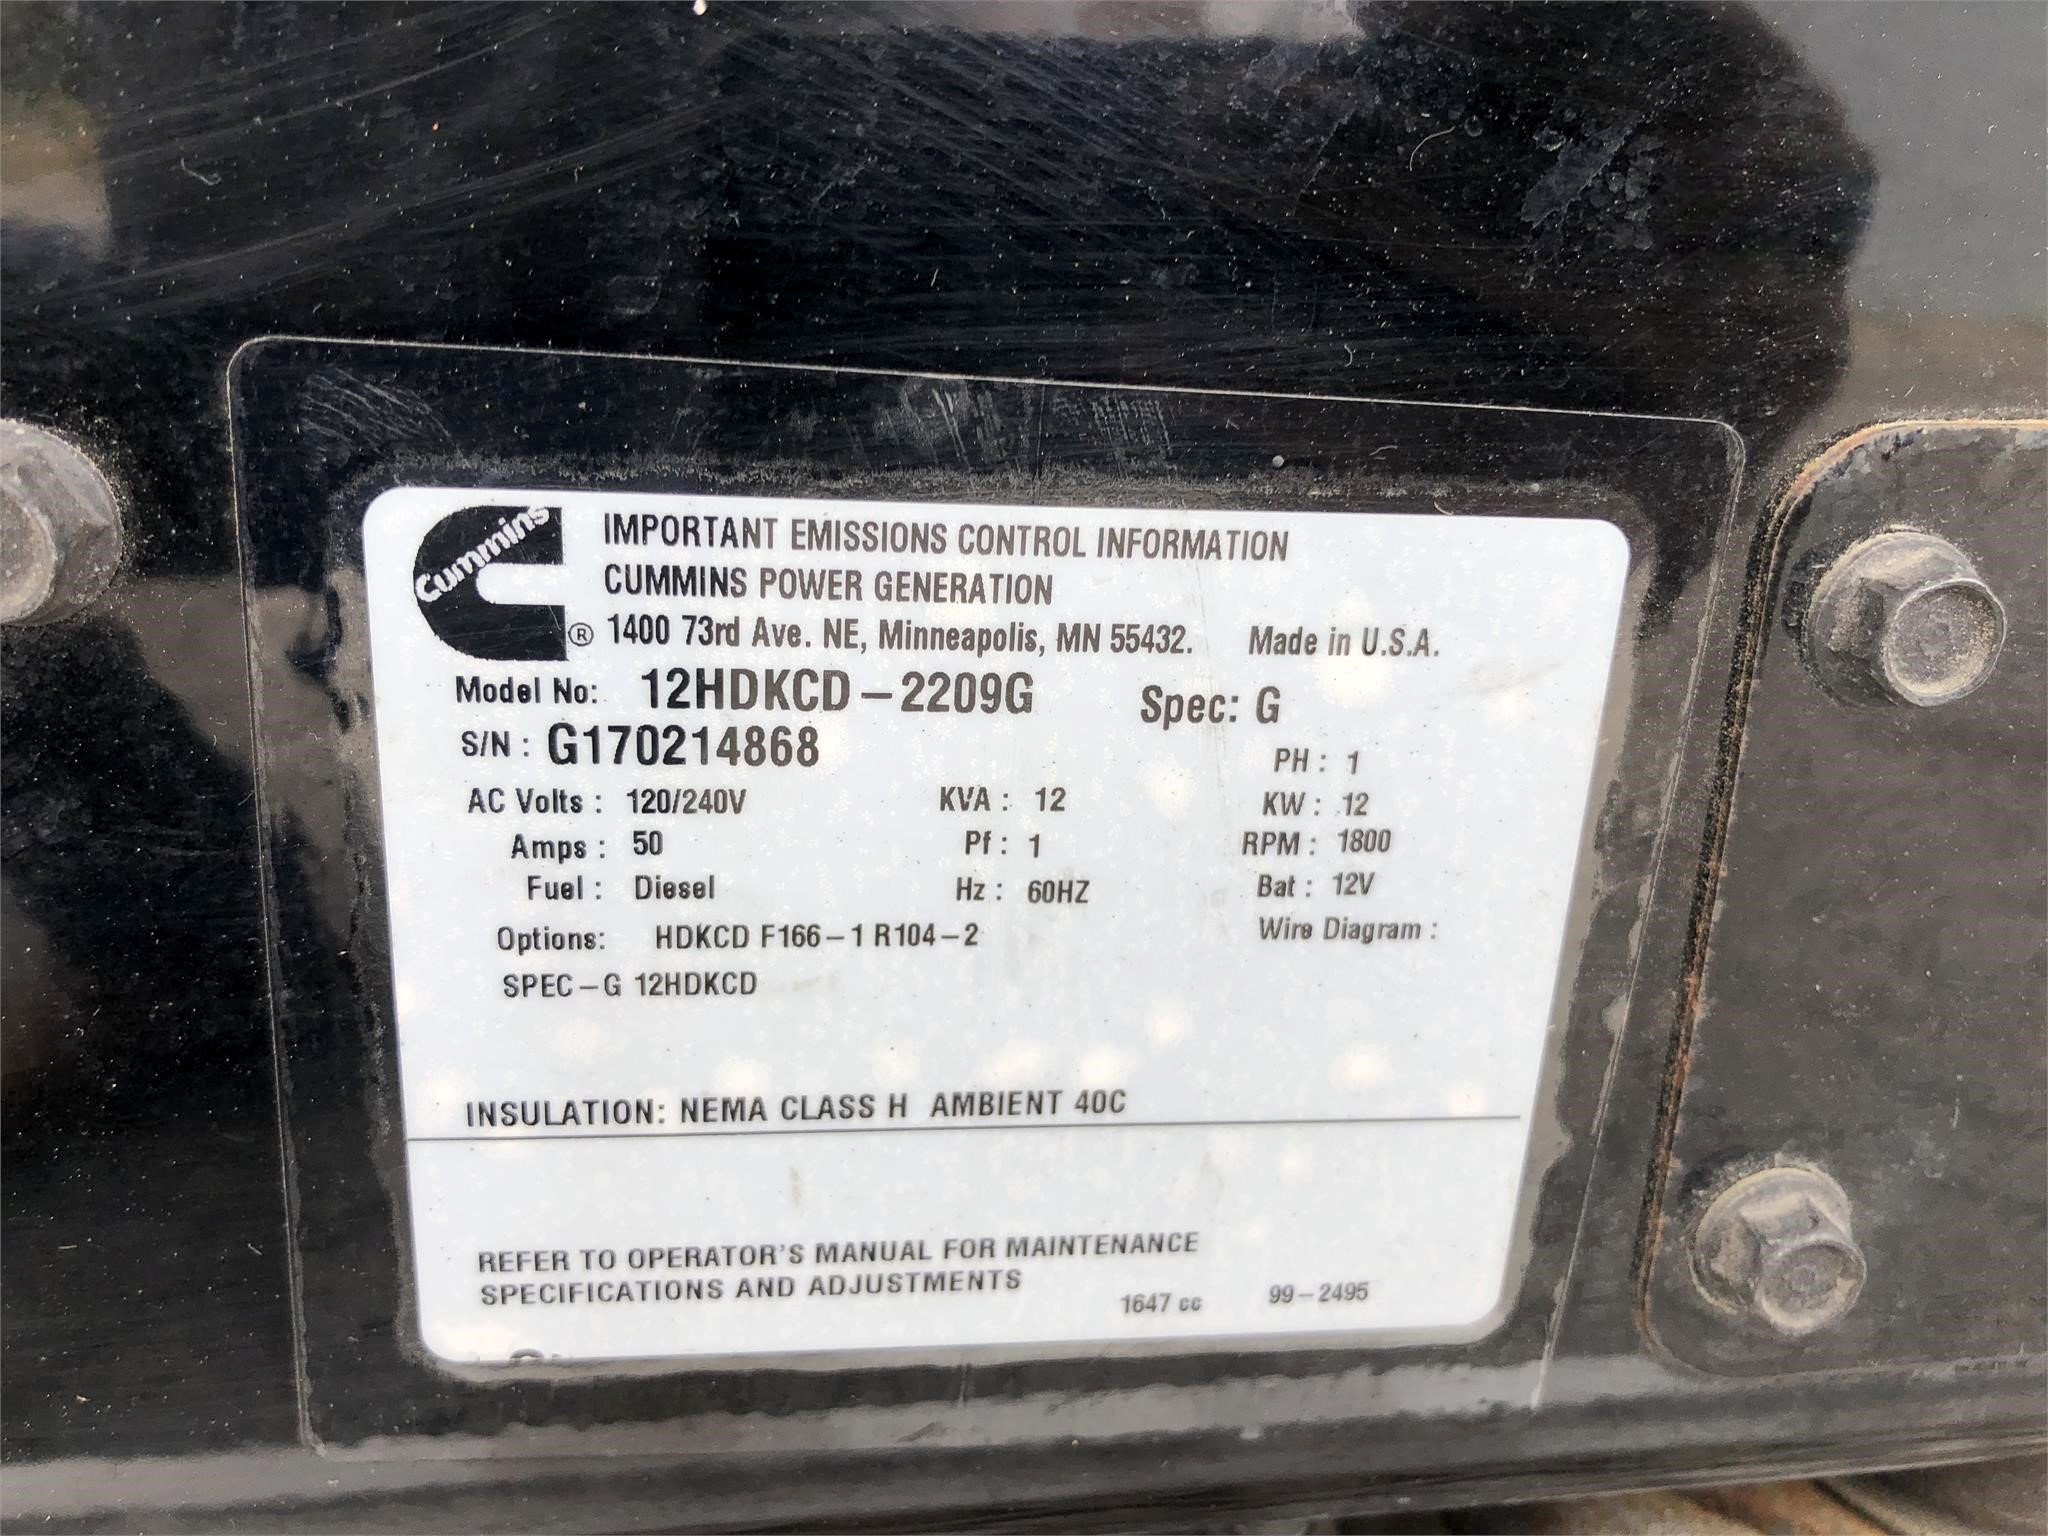 Cummins
IMPORTANT EMISSIONS CONTROL INFORMATION
CUMMINS POWER GENERATION
® 1400 73rd Ave. NE, Minneapolis, MN 55432. Made in U.S.A.
Model No: 12HDKCD-2209G Spec: G
S/N: G170214868 PH: 1
AC Volts: 120/240V KVA: 12 KW: 12
Amps: 50 Pf: 1 RPM: 1800
Fuel: Diesel Hz: 60HZ Bat: 12V
Options: HDKCD F166-1 R104-2 Wire Diagram:
SPEC-G 12HDKCD
INSULATION: NEMA CLASS H AMBIENT 40C
REFER TO OPERATOR'S MANUAL FOR MAINTENANCE
SPECIFICATIONS AND ADJUSTMENTS
1647 cc 99-2495